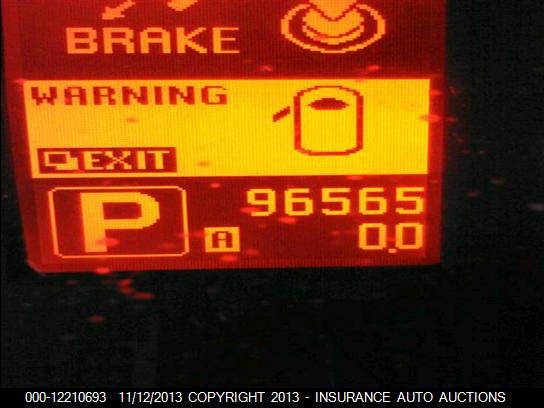 BRAKE
WARNING
EXIT
P 96565
A 0.0
000-12210693 11/12/2013 COPYRIGHT 2013 - INSURANCE AUTO AUCTIONS